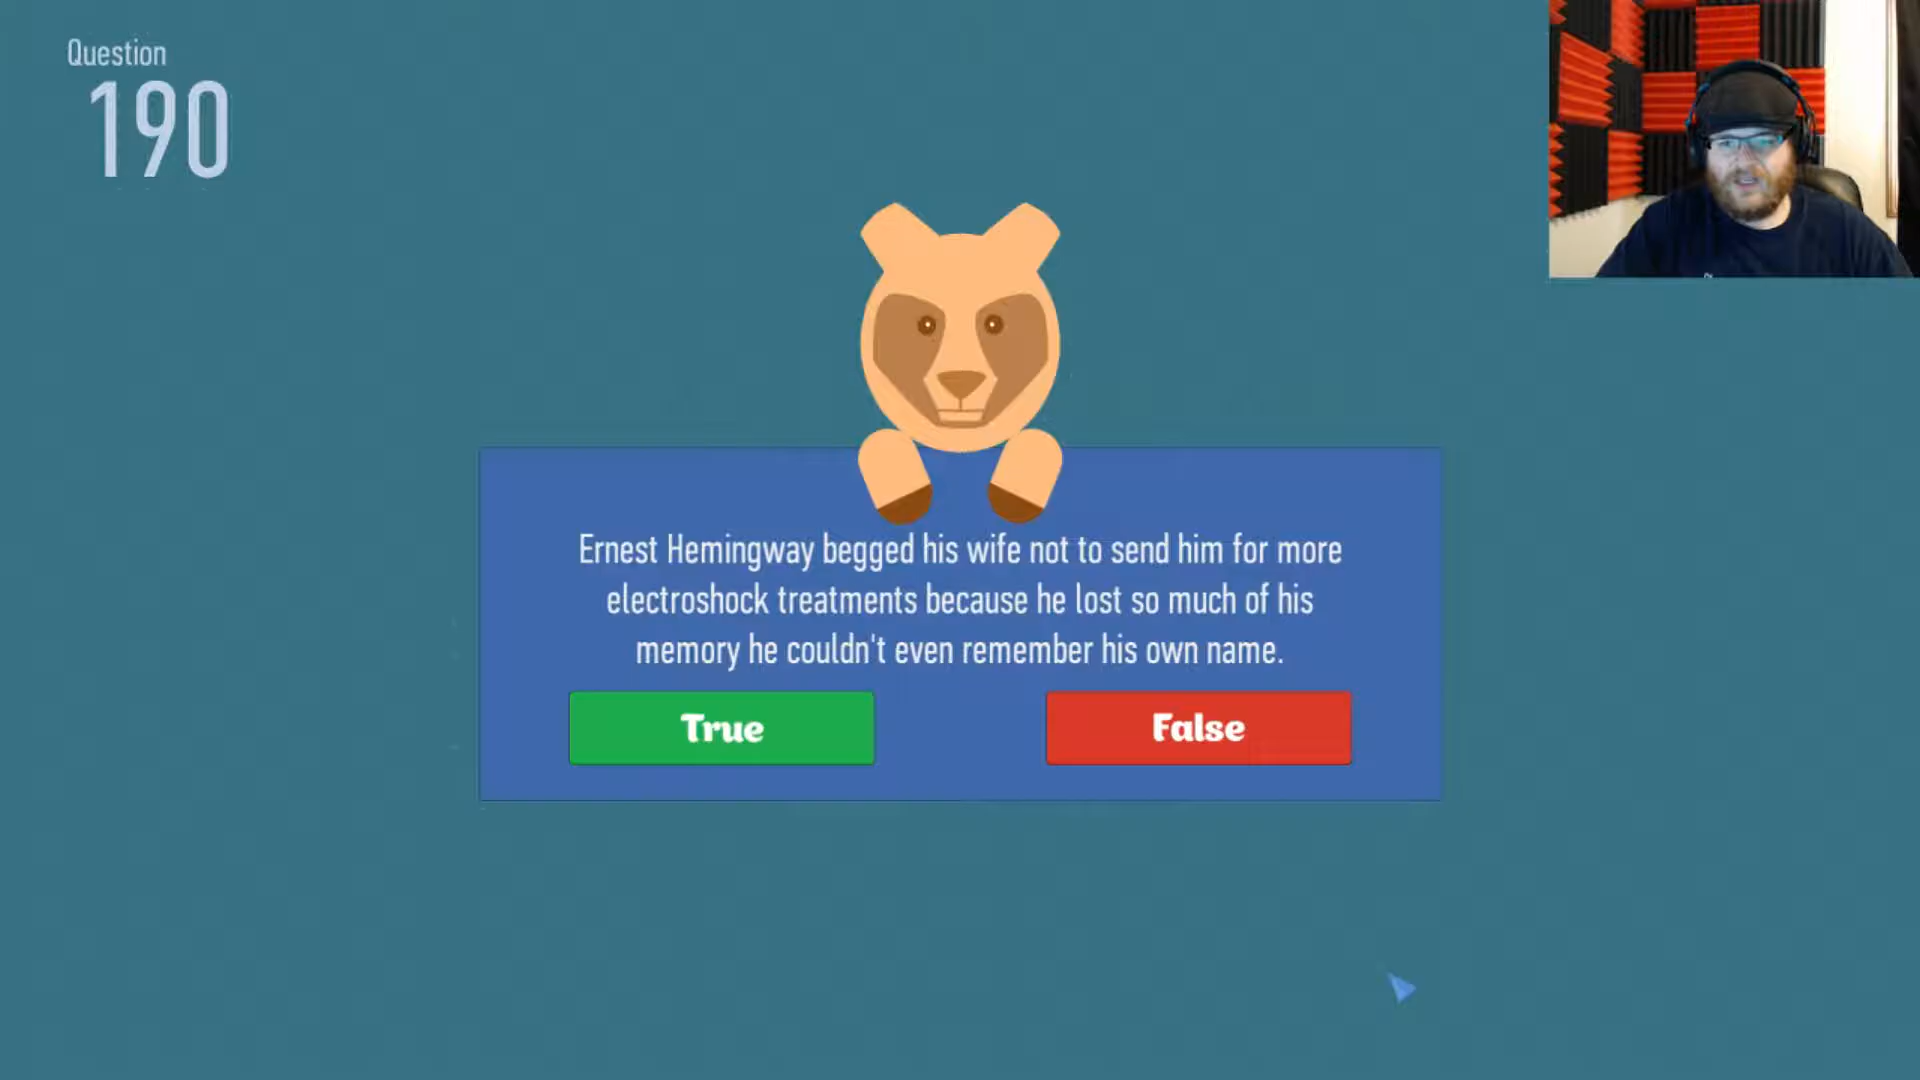 Question
190
Ernest Hemingway begged his wife not to send him for more
electroshock treatments because he lost so much of his
memory he couldn't even remember his own name.
True
False